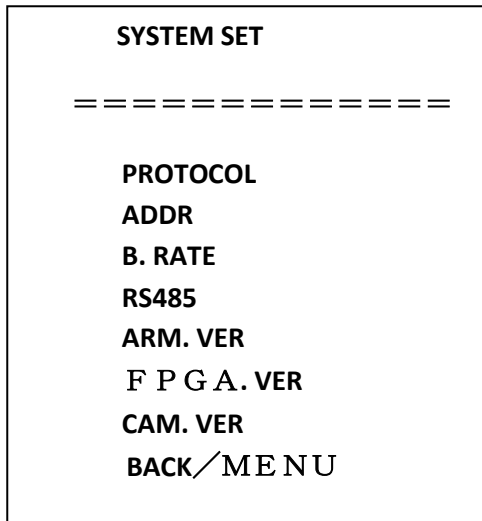 SYSTEM SET
＝＝＝＝＝＝＝＝＝＝＝＝＝
PROTOCOL
ADDR
B. RATE
RS485
ARM. VER
ＦＰＧＡ. VER
CAM. VER
BACK／ＭＥＮＵ